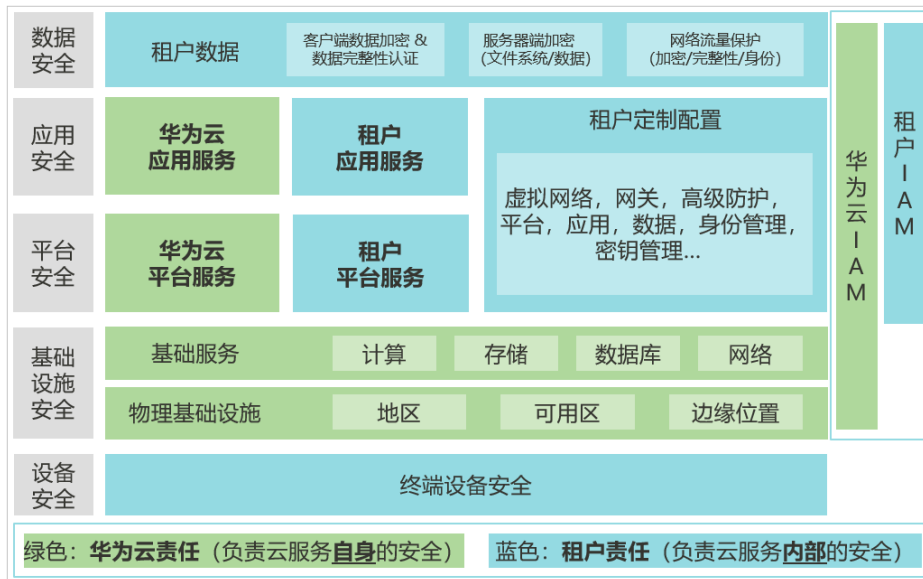 数据
安全
租户数据
客户端数据加密 &
数据完整性认证
服务器端加密
(文件系统/数据)
网络流量保护
(加密/完整性/身份)
应用
安全
华为云
应用服务
租户
应用服务
租户定制配置
虚拟网络，网关，高级防护，
平台，应用，数据，身份管理，
密钥管理...
平台
安全
华为云
平台服务
租户
平台服务
基础
设施
安全
基础服务
计算
存储
数据库
网络
物理基础设施
地区
可用区
边缘位置
设备
安全
终端设备安全
华为云IAM
租户IAM
绿色：华为云责任（负责云服务自身的安全）
蓝色：租户责任（负责云服务内部的安全）